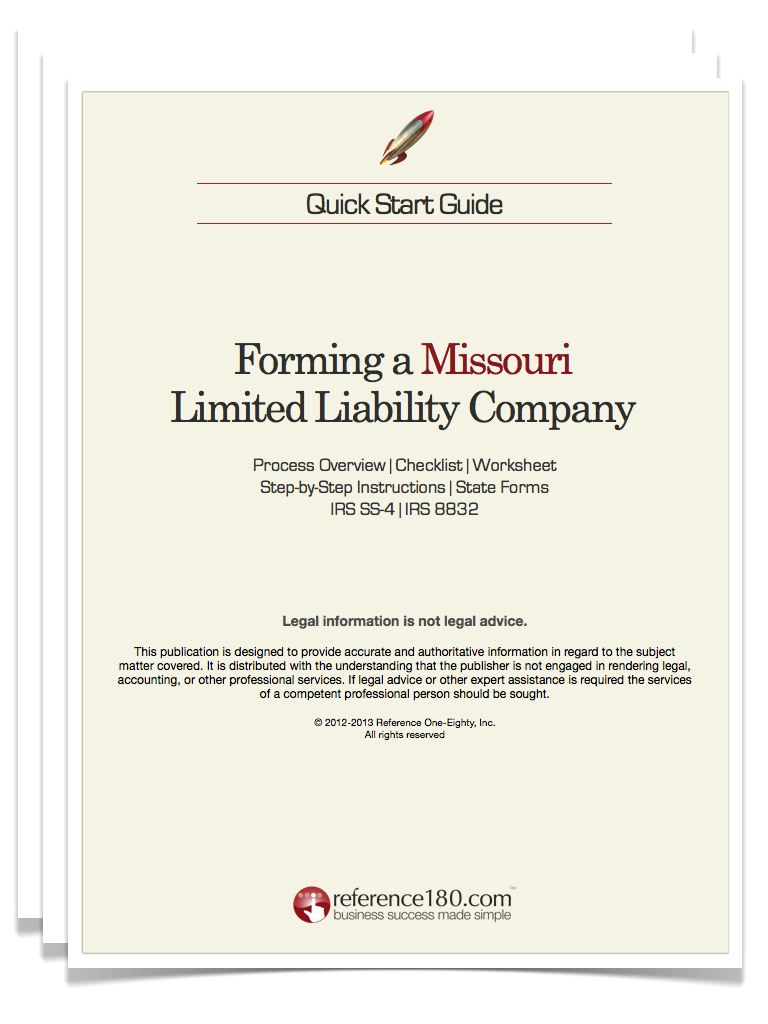 Quick Start Guide
Forming a Missouri
Limited Liability Company
Process Overview | Checklist | Worksheet
Step-by-Step Instructions | State Forms
IRS SS-4 | IRS 8832
Legal information is not legal advice.
This publication is designed to provide accurate and authoritative information in regard to the subject
matter covered. It is distributed with the understanding that the publisher is not engaged in rendering legal,
accounting, or other professional services. If legal advice or other expert assistance is required the services
of a competent professional person should be sought.
© 2012-2013 Reference One-Eighty, Inc.
All rights reserved
reference180.com™
business success made simple